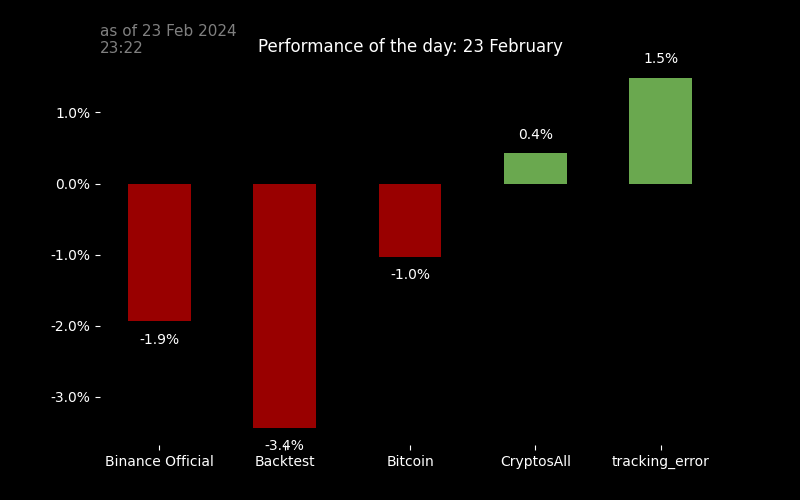 as of 23 Feb 2024
23:22
Performance of the day: 23 February
1.5%
1.0%
0.4%
0.0%
-1.0%
-1.0%
-1.9%
-2.0%
-3.0%
-3.4%
Binance Official
Backtest
Bitcoin
CryptosAll
tracking_error